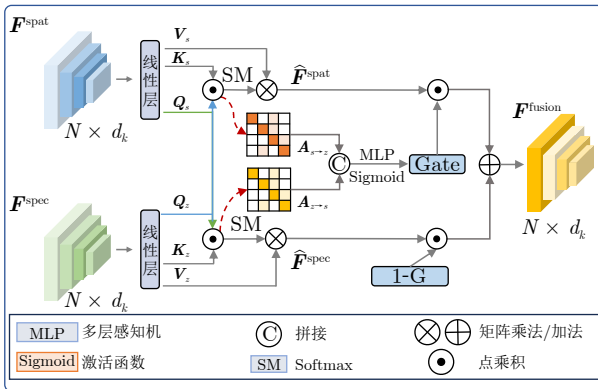 F^spat
线性层
V_s
K_s
SM
Q_s
N × d_k
F̂^spat
A_{s→z}
MLP
Sigmoid
C
Gate
F^fusion
N × d_k
A_{z→s}
F^spec
线性层
Q_z
K_z
V_z
SM
F̂^spec
1-G
N × d_k
MLP 多层感知机 C 拼接 矩阵乘法/加法
Sigmoid 激活函数 SM Softmax 点乘积